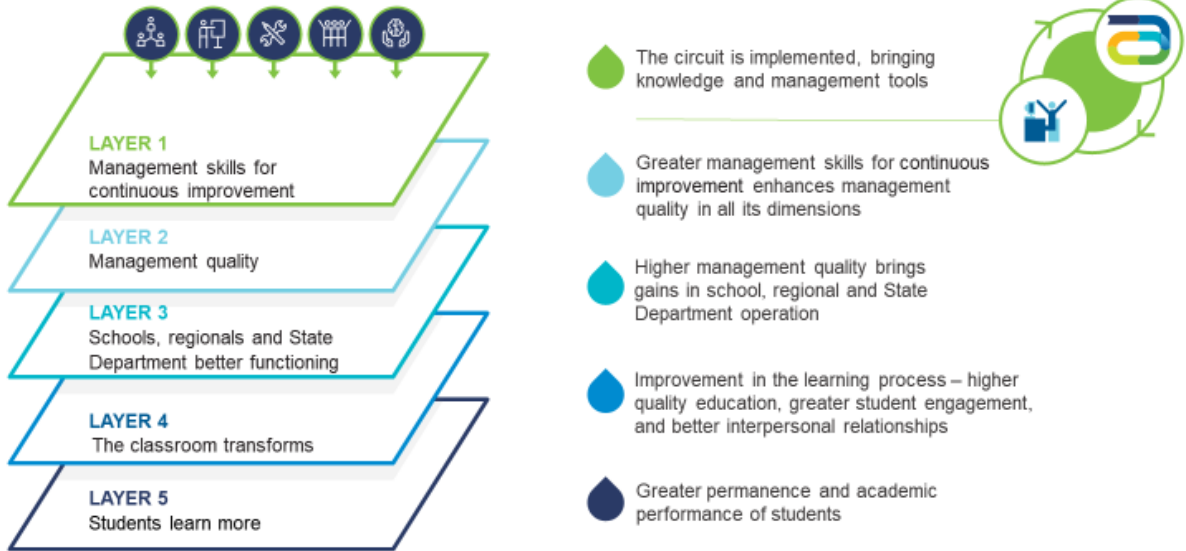 LAYER 1
Management skills for
continuous improvement
LAYER 2
Management quality
LAYER 3
Schools, regionals and State
Department better functioning
LAYER 4
The classroom transforms
LAYER 5
Students learn more
The circuit is implemented, bringing
knowledge and management tools
Greater management skills for continuous
improvement enhances management
quality in all its dimensions
Higher management quality brings
gains in school, regional and State
Department operation
Improvement in the learning process – higher
quality education, greater student engagement,
and better interpersonal relationships
Greater permanence and academic
performance of students